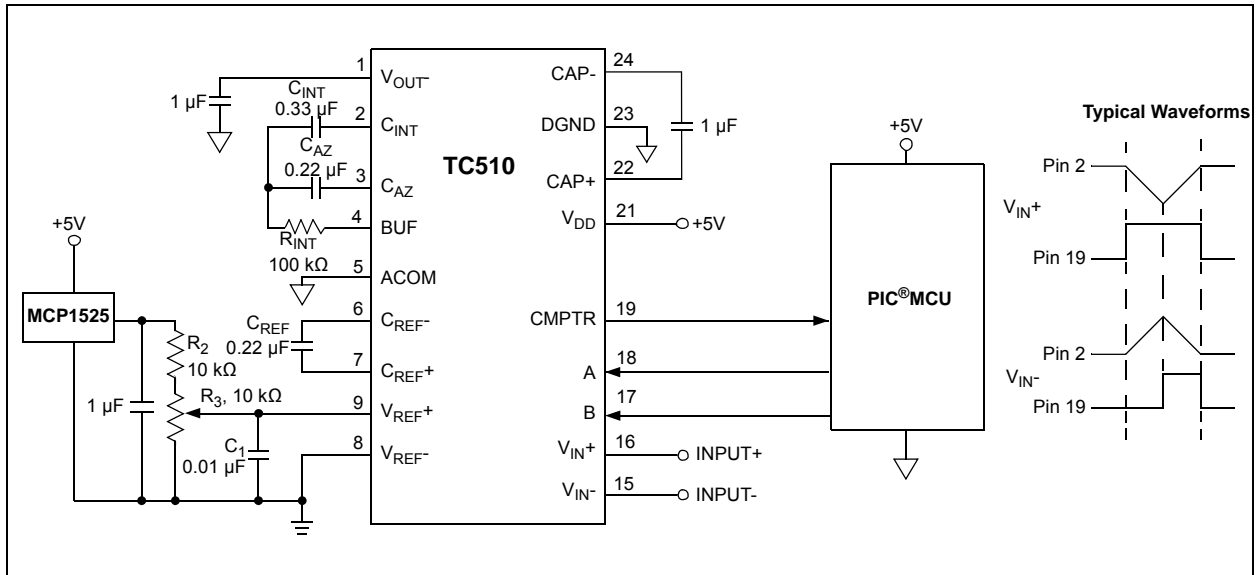 TC510
1
V_OUT-
1 µF
C_INT
0.33 µF
2
C_INT
C_AZ
0.22 µF
3
C_AZ
4
BUF
R_INT
100 kΩ
5
ACOM
6
C_REF-
C_REF
0.22 µF
7
C_REF+
9
V_REF+
8
V_REF-
+5V
MCP1525
R_2
10 kΩ
R_3, 10 kΩ
1 µF
C_1
0.01 µF
24
CAP-
23
DGND
1 µF
22
CAP+
21
V_DD
+5V
19
CMPTR
18
A
17
B
16
V_IN+
INPUT+
15
V_IN-
INPUT-
+5V
PIC®MCU
Typical Waveforms
Pin 2
V_IN+
Pin 19
Pin 2
V_IN-
Pin 19